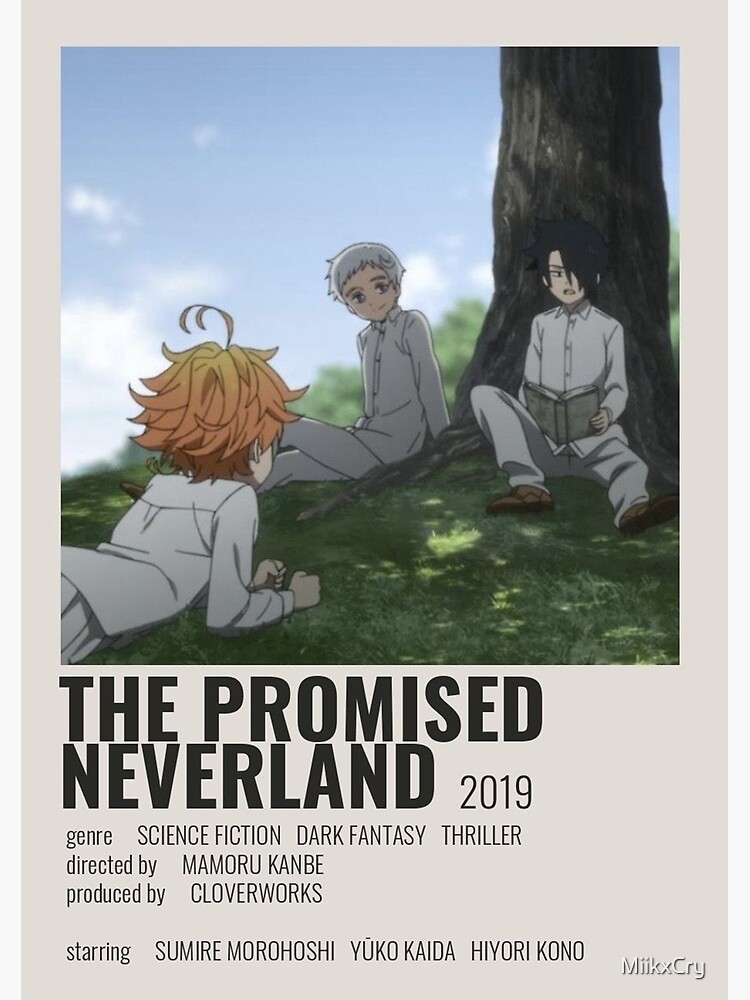 THE PROMISED
NEVERLAND 2019
genre SCIENCE FICTION DARK FANTASY THRILLER
directed by MAMORU KANBE
produced by CLOVERWORKS
starring SUMIRE MOROHOSHI YŪKO KAIDA HIYORI KONO
MiikxCry